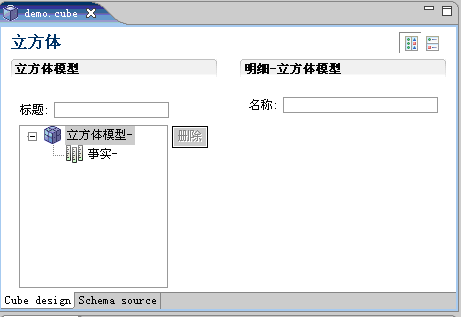 demo.cube
立方体
立方体模型
明细-立方体模型
标题:
名称:
立方体模型-
删除
事实-
Cube design
Schema source